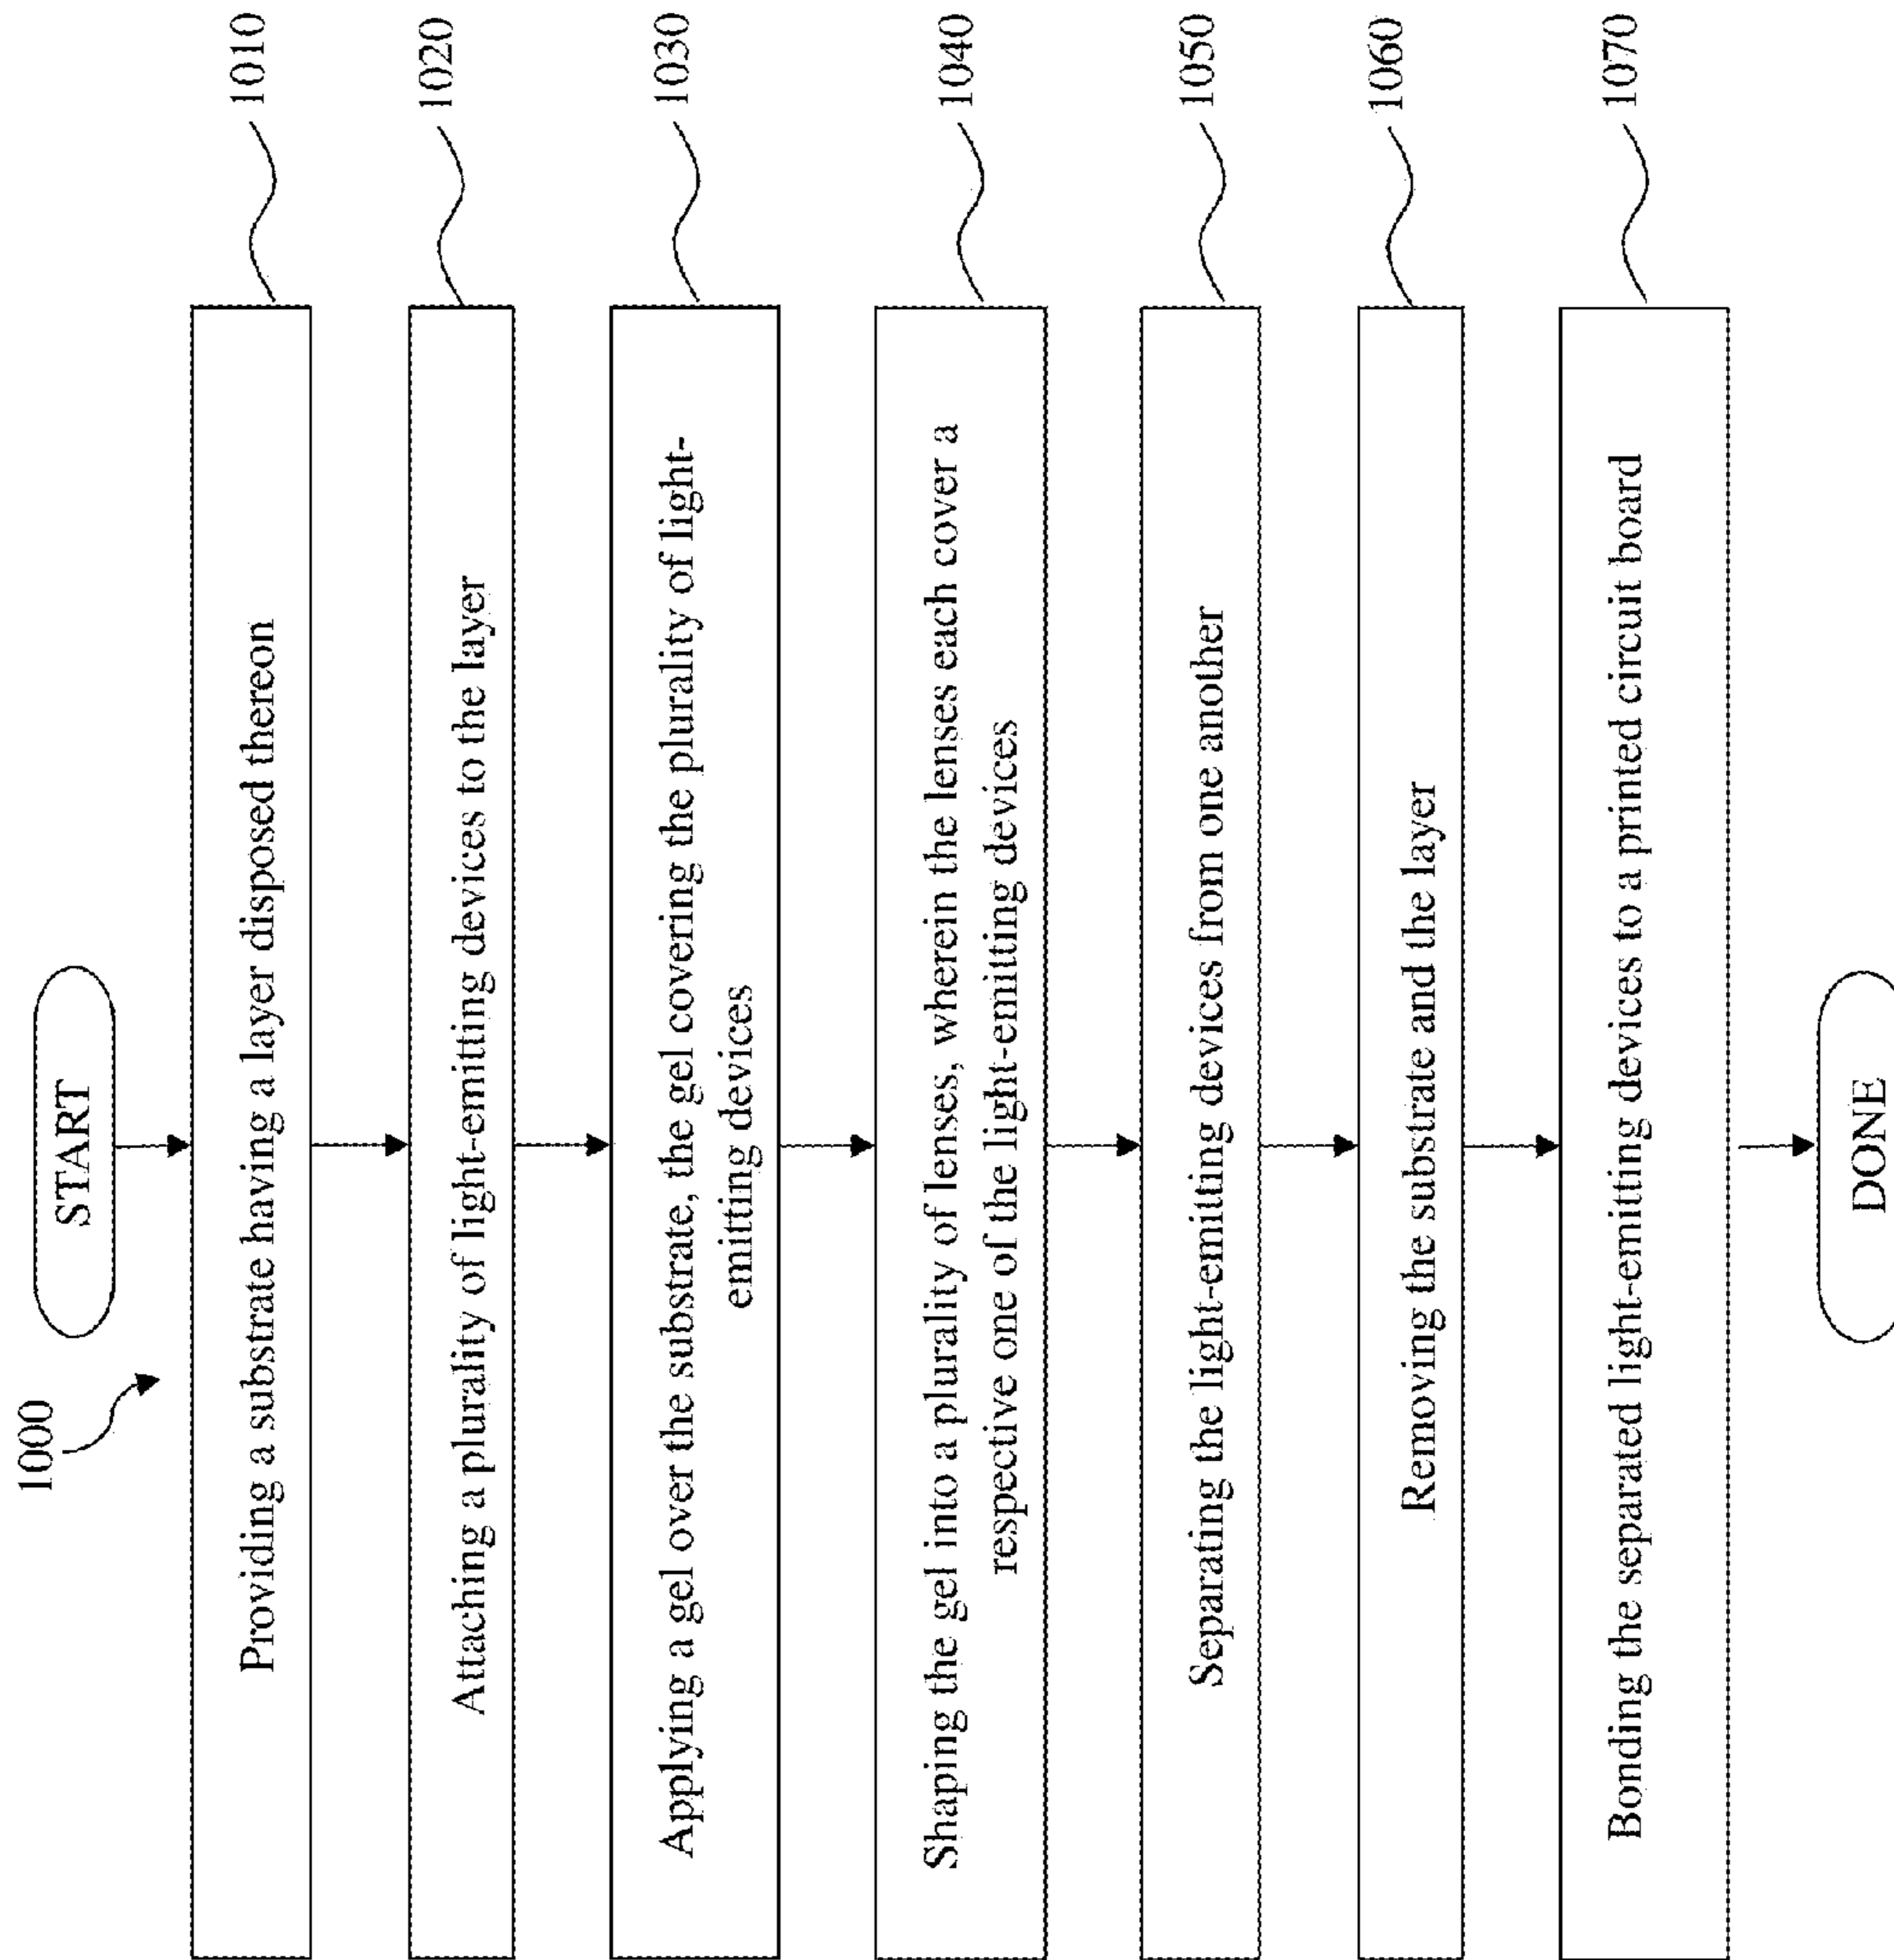 1000
START
Providing a substrate having a layer disposed thereon
1010
Attaching a plurality of light-emitting devices to the layer
1020
Applying a gel over the substrate, the gel covering the plurality of light-
emitting devices
1030
Shaping the gel into a plurality of lenses, wherein the lenses each cover a
respective one of the light-emitting devices
1040
Separating the light-emitting devices from one another
1050
Removing the substrate and the layer
1060
Bonding the separated light-emitting devices to a printed circuit board
1070
DONE